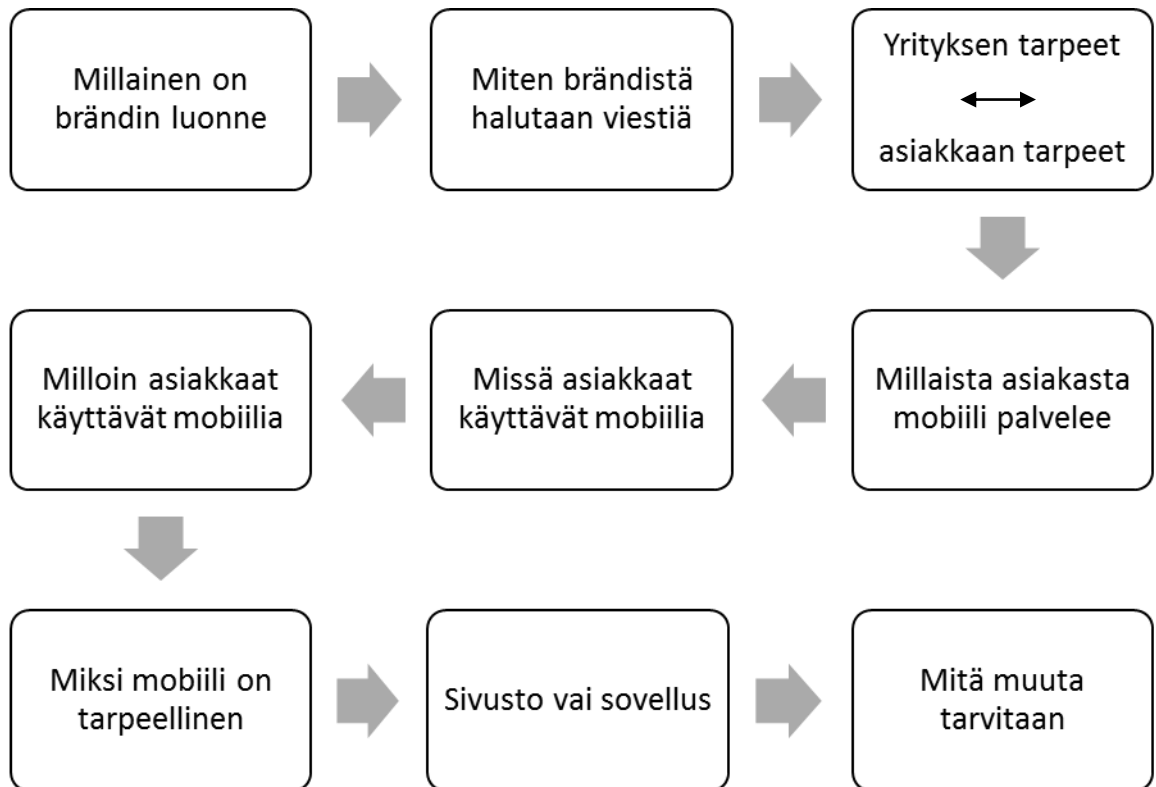 Millainen on
brändin luonne
Miten brändistä
halutaan viestiä
Yrityksen tarpeet
asiakkaan tarpeet
Millaista asiakasta
mobiili palvelee
Missä asiakkaat
käyttävät mobiilia
Milloin asiakkaat
käyttävät mobiilia
Miksi mobiili on
tarpeellinen
Sivusto vai sovellus
Mitä muuta
tarvitaan